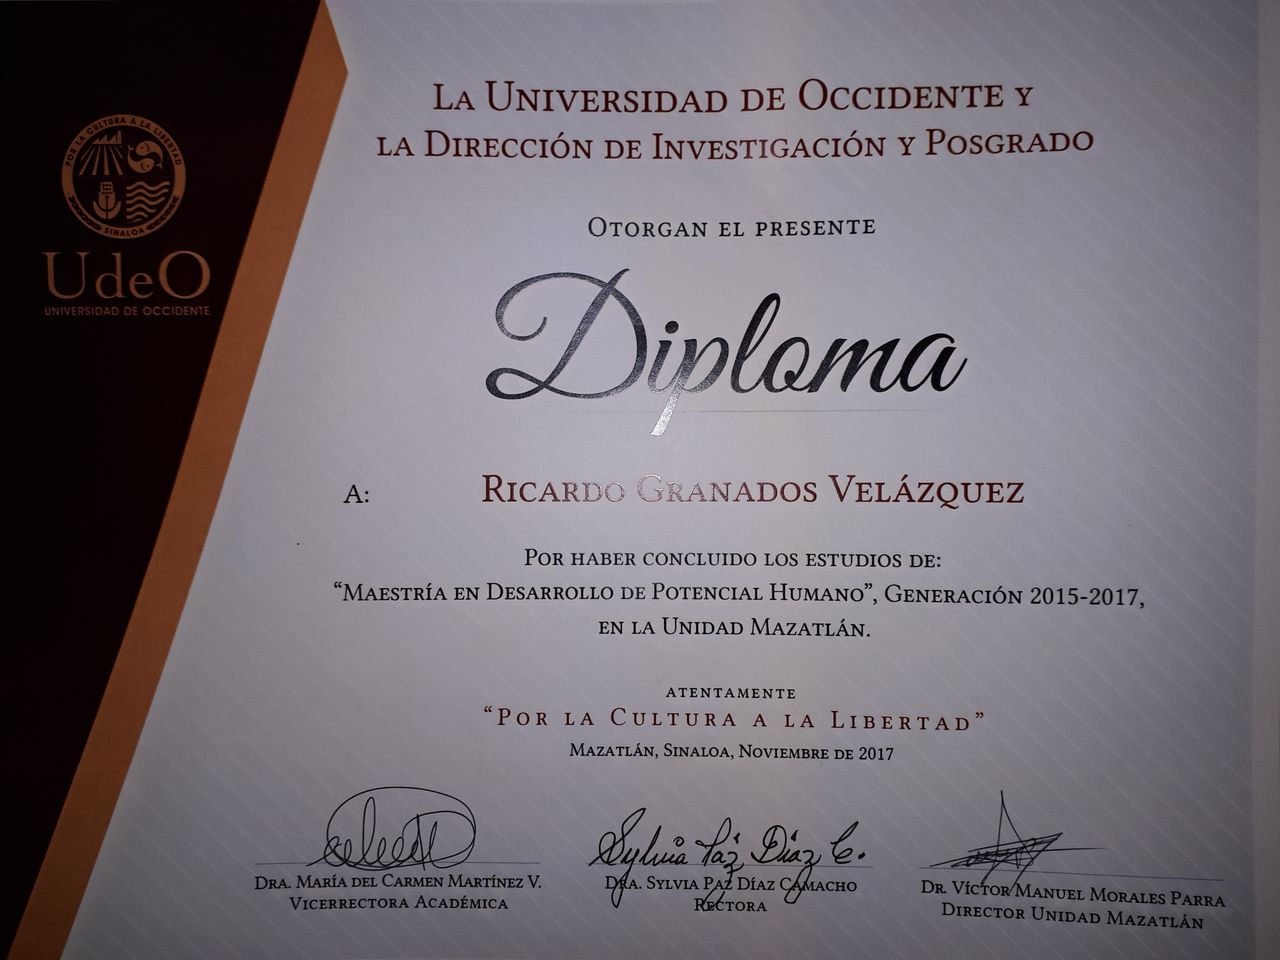 POR LA CULTURA A LA LIBERTAD
SINALOA
UdeO
UNIVERSIDAD DE OCCIDENTE
LA UNIVERSIDAD DE OCCIDENTE Y
LA DIRECCIÓN DE INVESTIGACIÓN Y POSGRADO
OTORGAN EL PRESENTE
Diploma
A: RICARDO GRANADOS VELÁZQUEZ
POR HABER CONCLUIDO LOS ESTUDIOS DE:
“MAESTRÍA EN DESARROLLO DE POTENCIAL HUMANO”, GENERACIÓN 2015-2017,
EN LA UNIDAD MAZATLÁN.
ATENTAMENTE
“POR LA CULTURA A LA LIBERTAD”
MAZATLÁN, SINALOA, NOVIEMBRE DE 2017
Sylvia Paz Díaz C.
DRA. MARÍA DEL CARMEN MARTÍNEZ V.
VICERRECTORA ACADÉMICA
DRA. SYLVIA PAZ DÍAZ CAMACHO
RECTORA
DR. VÍCTOR MANUEL MORALES PARRA
DIRECTOR UNIDAD MAZATLÁN